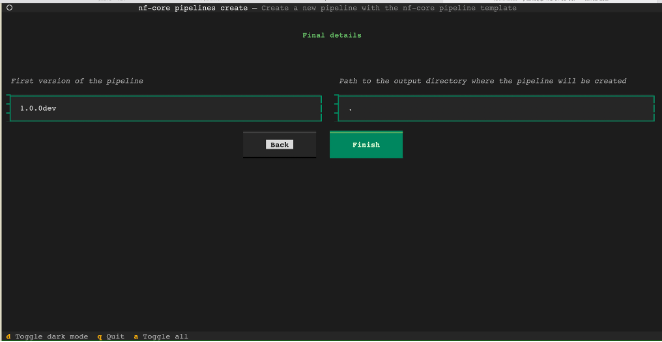 nf-core pipelines create — Create a new pipeline with the nf-core pipeline template
Final details
First version of the pipeline
Path to the output directory where the pipeline will be created
1.0.0dev
.
Back
Finish
d Toggle dark mode q Quit a Toggle all